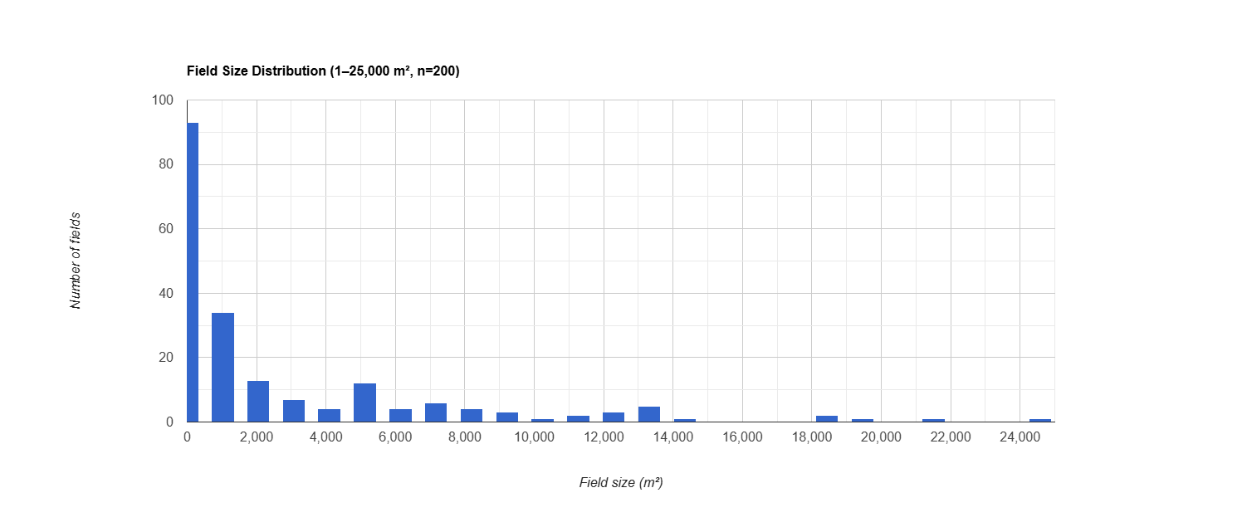 Field Size Distribution (1–25,000 m², n=200)
100
80
60
40
20
0
Number of fields
0 2,000 4,000 6,000 8,000 10,000 12,000 14,000 16,000 18,000 20,000 22,000 24,000
Field size (m²)